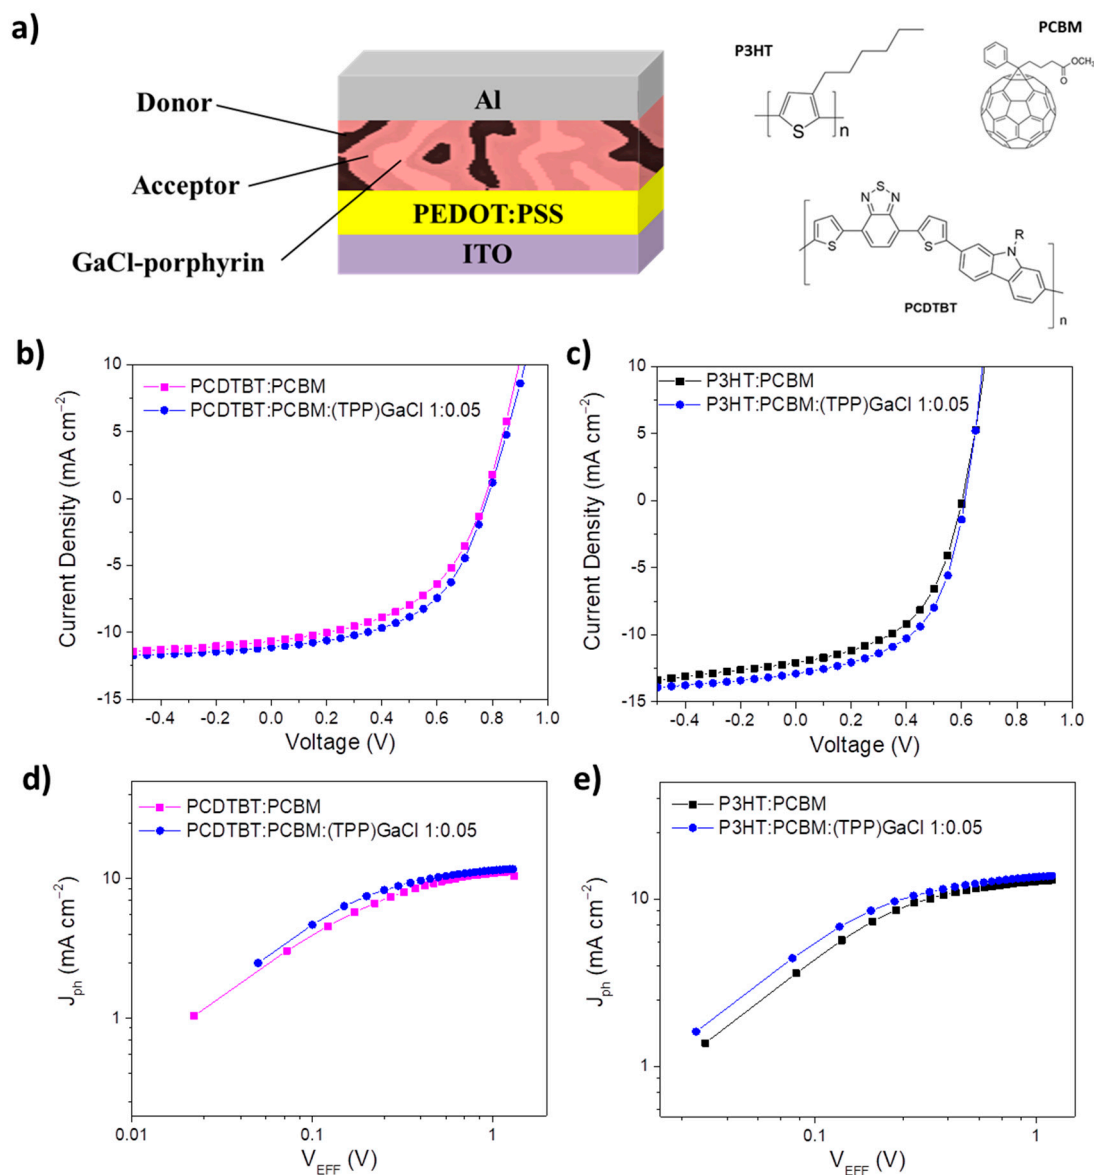 a)
Donor
Acceptor
GaCl-porphyrin
Al
PEDOT:PSS
ITO
P3HT
S
n
PCBM
OCH₃
O
N
S
N
S
S
N
R
n
PCDTBT
b)
PCDTBT:PCBM
PCDTBT:PCBM:(TPP)GaCl 1:0.05
Current Density (mA cm⁻²)
10
5
0
-5
-10
-15
-0.4 -0.2 0.0 0.2 0.4 0.6 0.8 1.0
Voltage (V)
c)
P3HT:PCBM
P3HT:PCBM:(TPP)GaCl 1:0.05
Current Density (mA cm⁻²)
10
5
0
-5
-10
-15
-0.4 -0.2 0.0 0.2 0.4 0.6 0.8 1.0
Voltage (V)
d)
PCDTBT:PCBM
PCDTBT:PCBM:(TPP)GaCl 1:0.05
J_ph (mA cm⁻²)
10
1
0.01 0.1 1
V_EFF (V)
e)
P3HT:PCBM
P3HT:PCBM:(TPP)GaCl 1:0.05
J_ph (mA cm⁻²)
10
1
0.1 1
V_EFF (V)